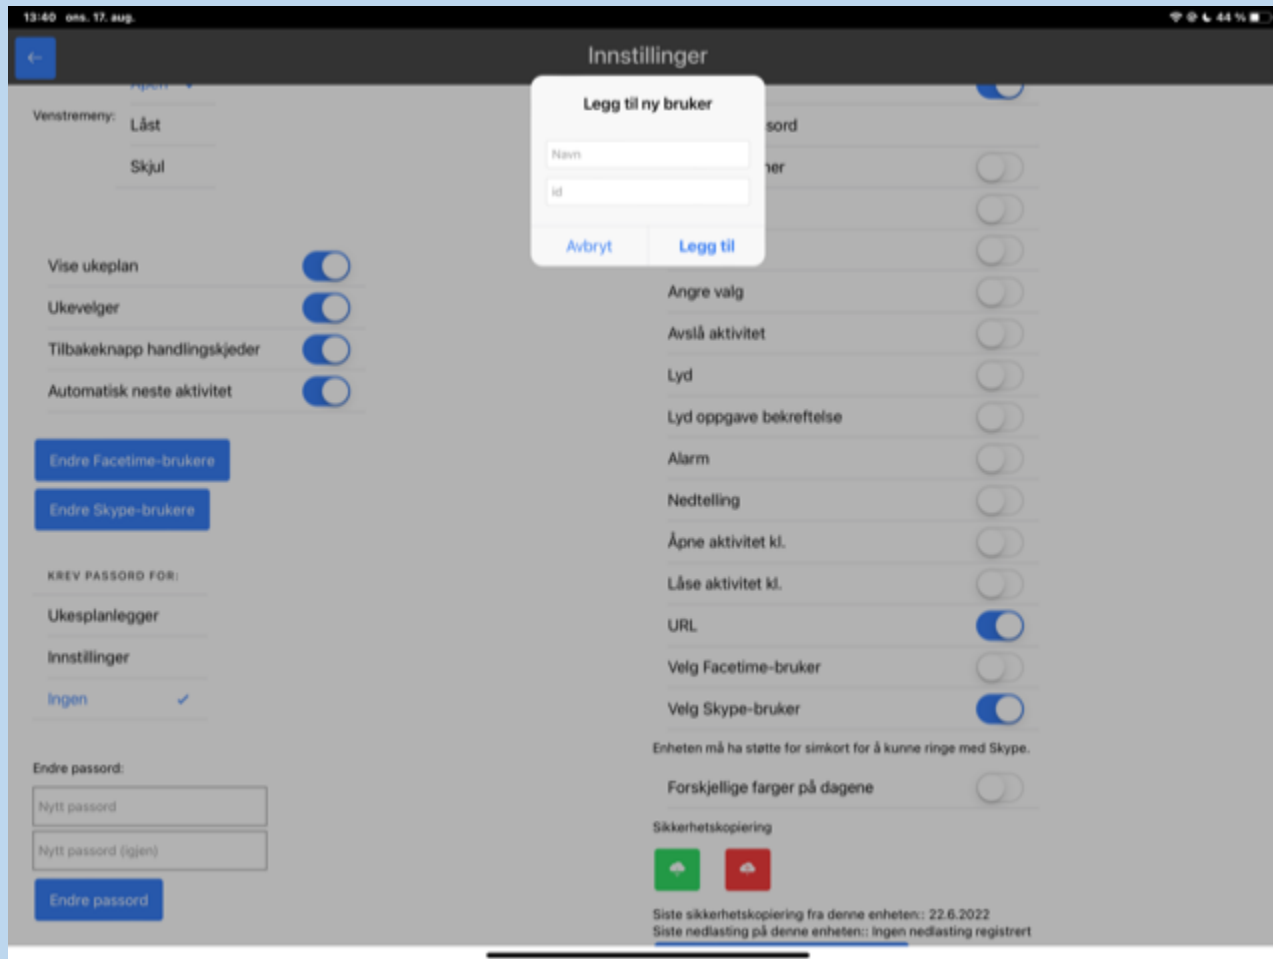 13:40 ons. 17. aug.
44 %
Innstillinger
Legg til ny bruker
Navn
id
Avbryt
Legg til
Venstremeny:
Låst
Skjul
Vise ukeplan
Ukevelger
Tilbakeknapp handlingskjeder
Automatisk neste aktivitet
Endre Facetime-brukere
Endre Skype-brukere
KREV PASSORD FOR:
Ukesplanlegger
Innstillinger
Ingen
Endre passord:
Nytt passord
Nytt passord (igjen)
Endre passord
sord
ner
Angre valg
Avslå aktivitet
Lyd
Lyd oppgave bekreftelse
Alarm
Nedtelling
Åpne aktivitet kl.
Låse aktivitet kl.
URL
Velg Facetime-bruker
Velg Skype-bruker
Enheten må ha støtte for simkort for å kunne ringe med Skype.
Forskjellige farger på dagene
Sikkerhetskopiering
Siste sikkerhetskopiering fra denne enheten:: 22.6.2022
Siste nedlasting på denne enheten:: Ingen nedlasting registrert